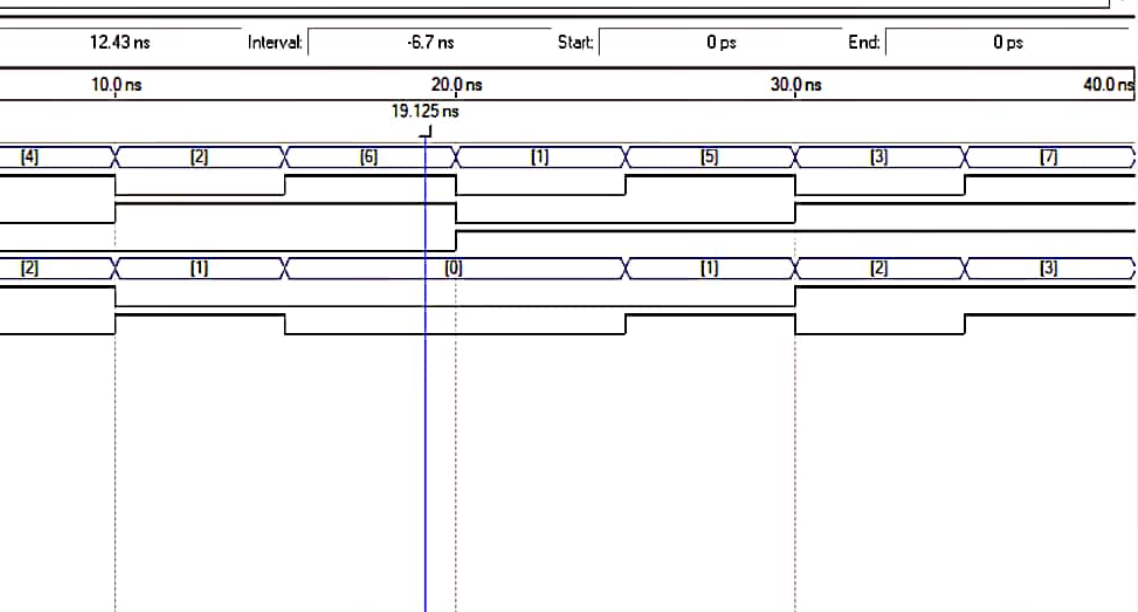 12.43 ns Interval: -6.7 ns Start: 0 ps End: 0 ps
10.0 ns 20.0 ns 30.0 ns 40.0 ns
19.125 ns
[4] [2] [6] [1] [5] [3] [7]
[2] [1] [0] [1] [2] [3]